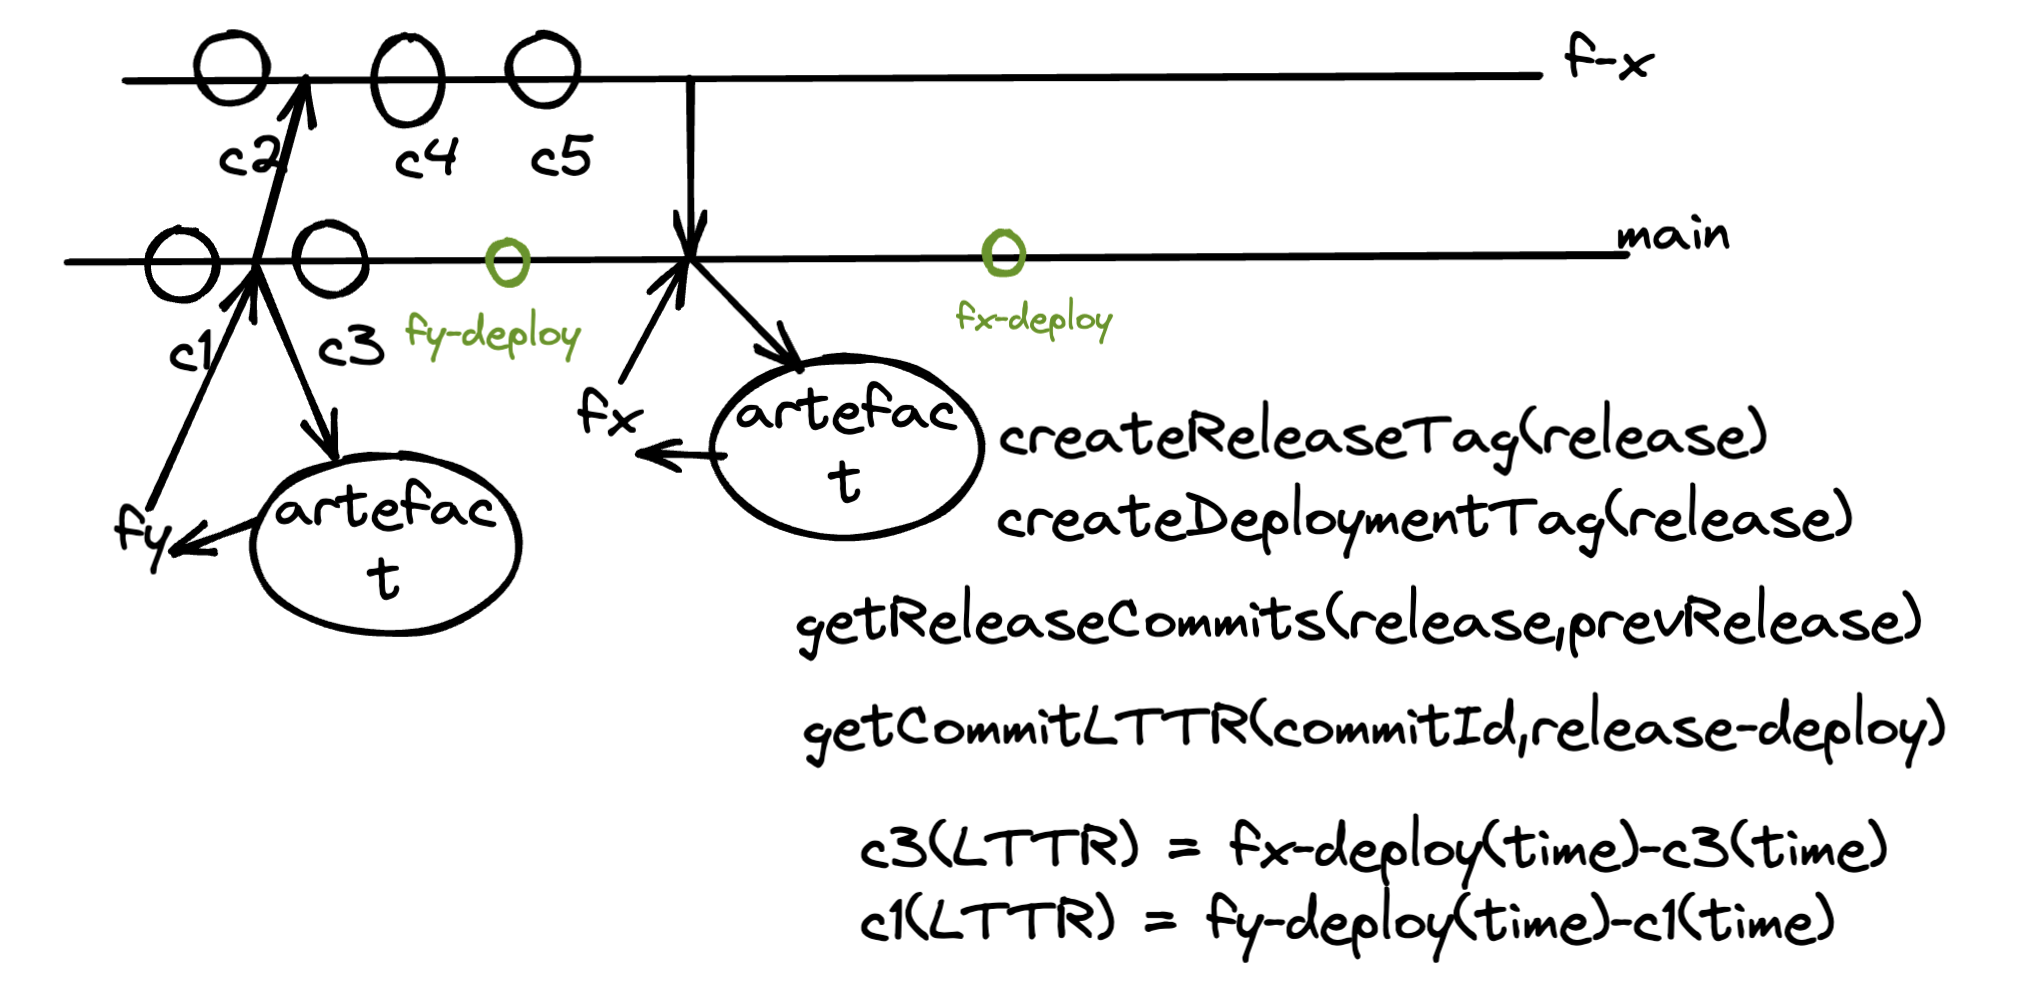 f-x
c2
c4
c5
main
c1
c3
fy-deploy
fx-deploy
fx
artefac
t
fy
artefac
t
createReleaseTag(release)
createDeploymentTag(release)
getReleaseCommits(release,prevRelease)
getCommitLTTR(commitId,release-deploy)
c3(LTTR) = fx-deploy(time)-c3(time)
c1(LTTR) = fy-deploy(time)-c1(time)